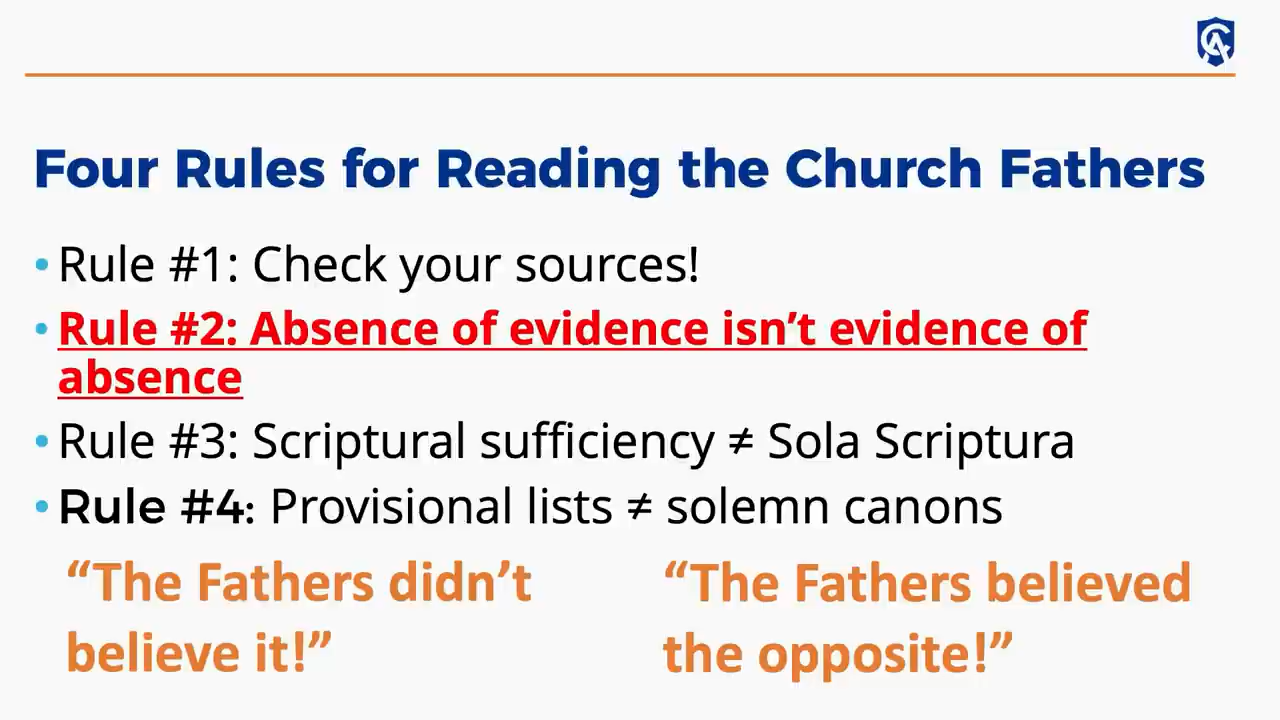 Four Rules for Reading the Church Fathers
• Rule #1: Check your sources!
• Rule #2: Absence of evidence isn’t evidence of
absence
• Rule #3: Scriptural sufficiency ≠ Sola Scriptura
• Rule #4: Provisional lists ≠ solemn canons
“The Fathers didn’t
believe it!”
“The Fathers believed
the opposite!”